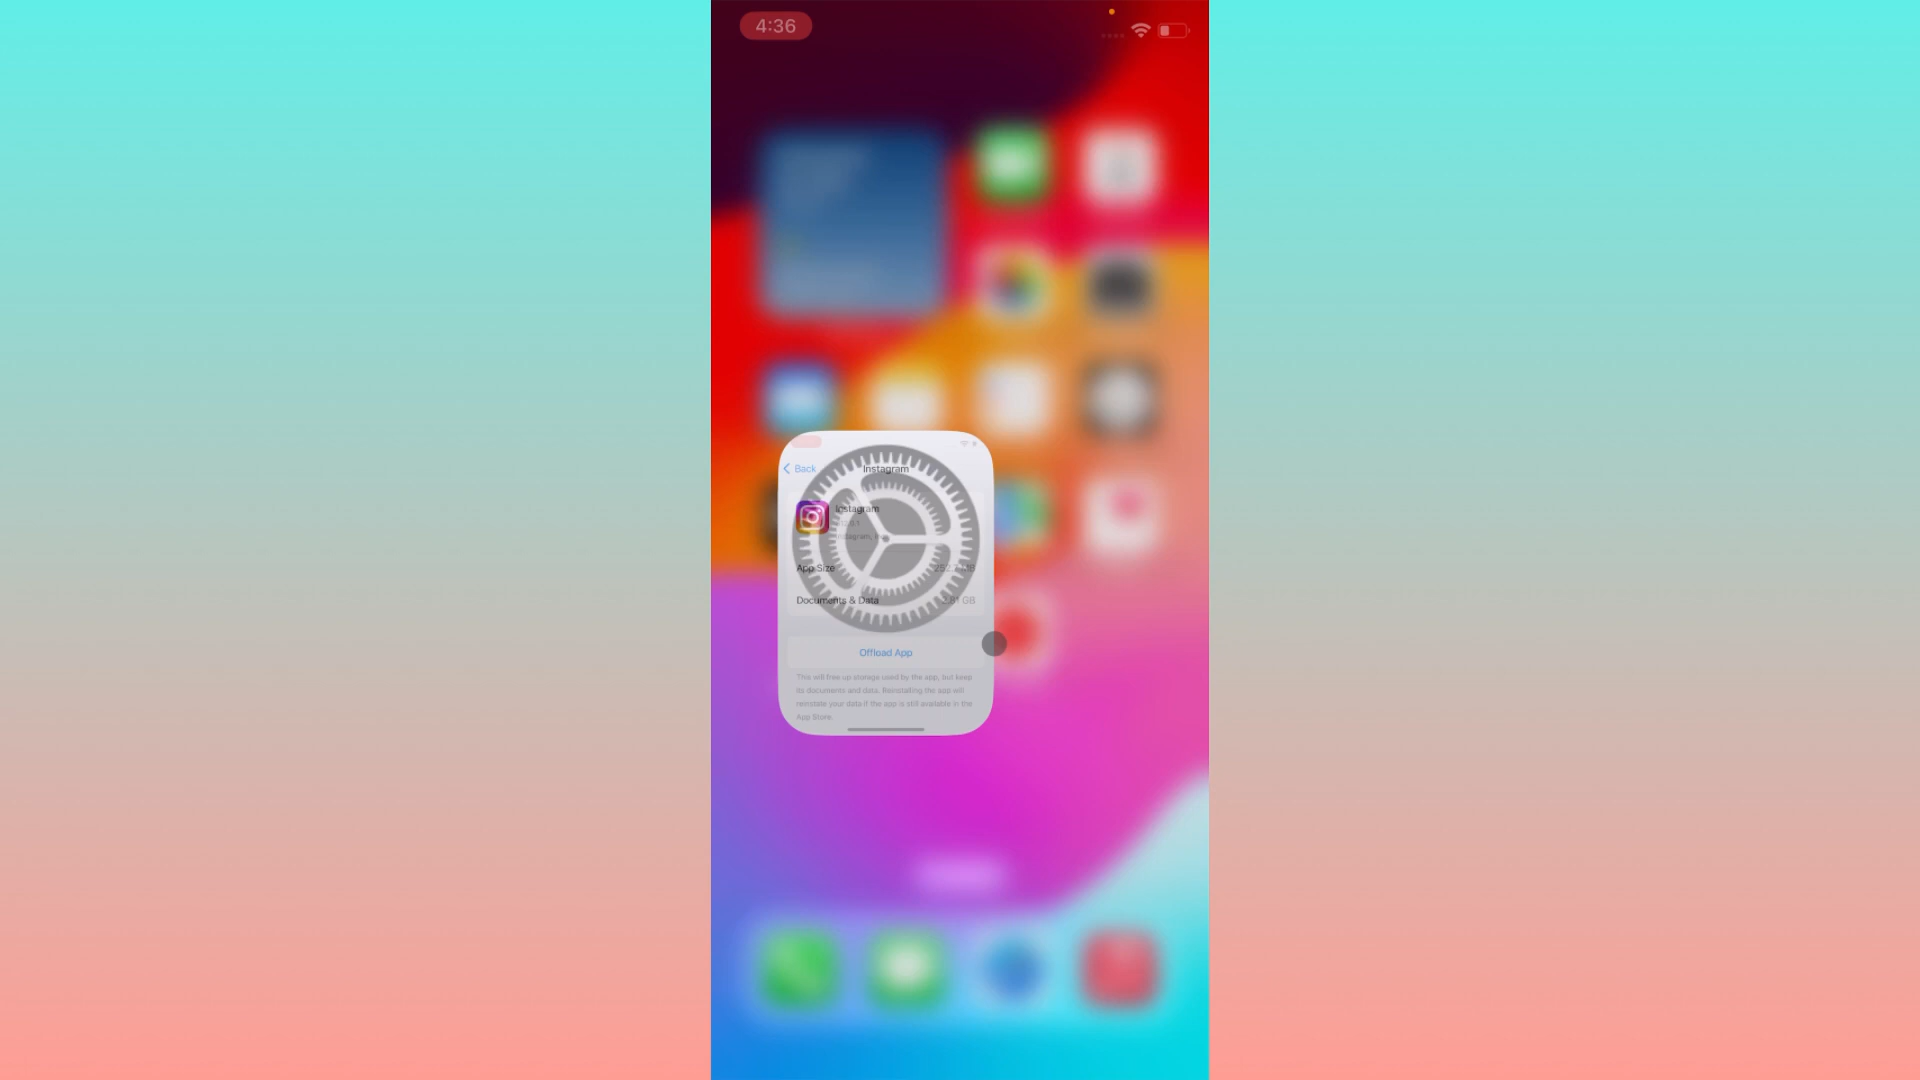 4:36
Back
Instagram
Instagram
App Size
Documents & Data
Offload App
This will free up storage used by the app, but keep
its documents and data. Reinstalling the app will
reinstate your data if the app is still available in the
App Store.